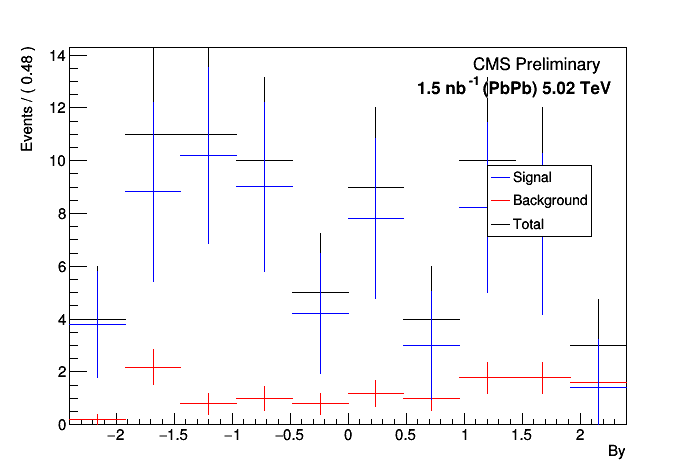 CMS Preliminary
1.5 nb⁻¹ (PbPb) 5.02 TeV
Events / ( 0.48 )
14
12
10
8
6
4
2
0
Signal
Background
Total
−2 −1.5 −1 −0.5 0 0.5 1 1.5 2
By